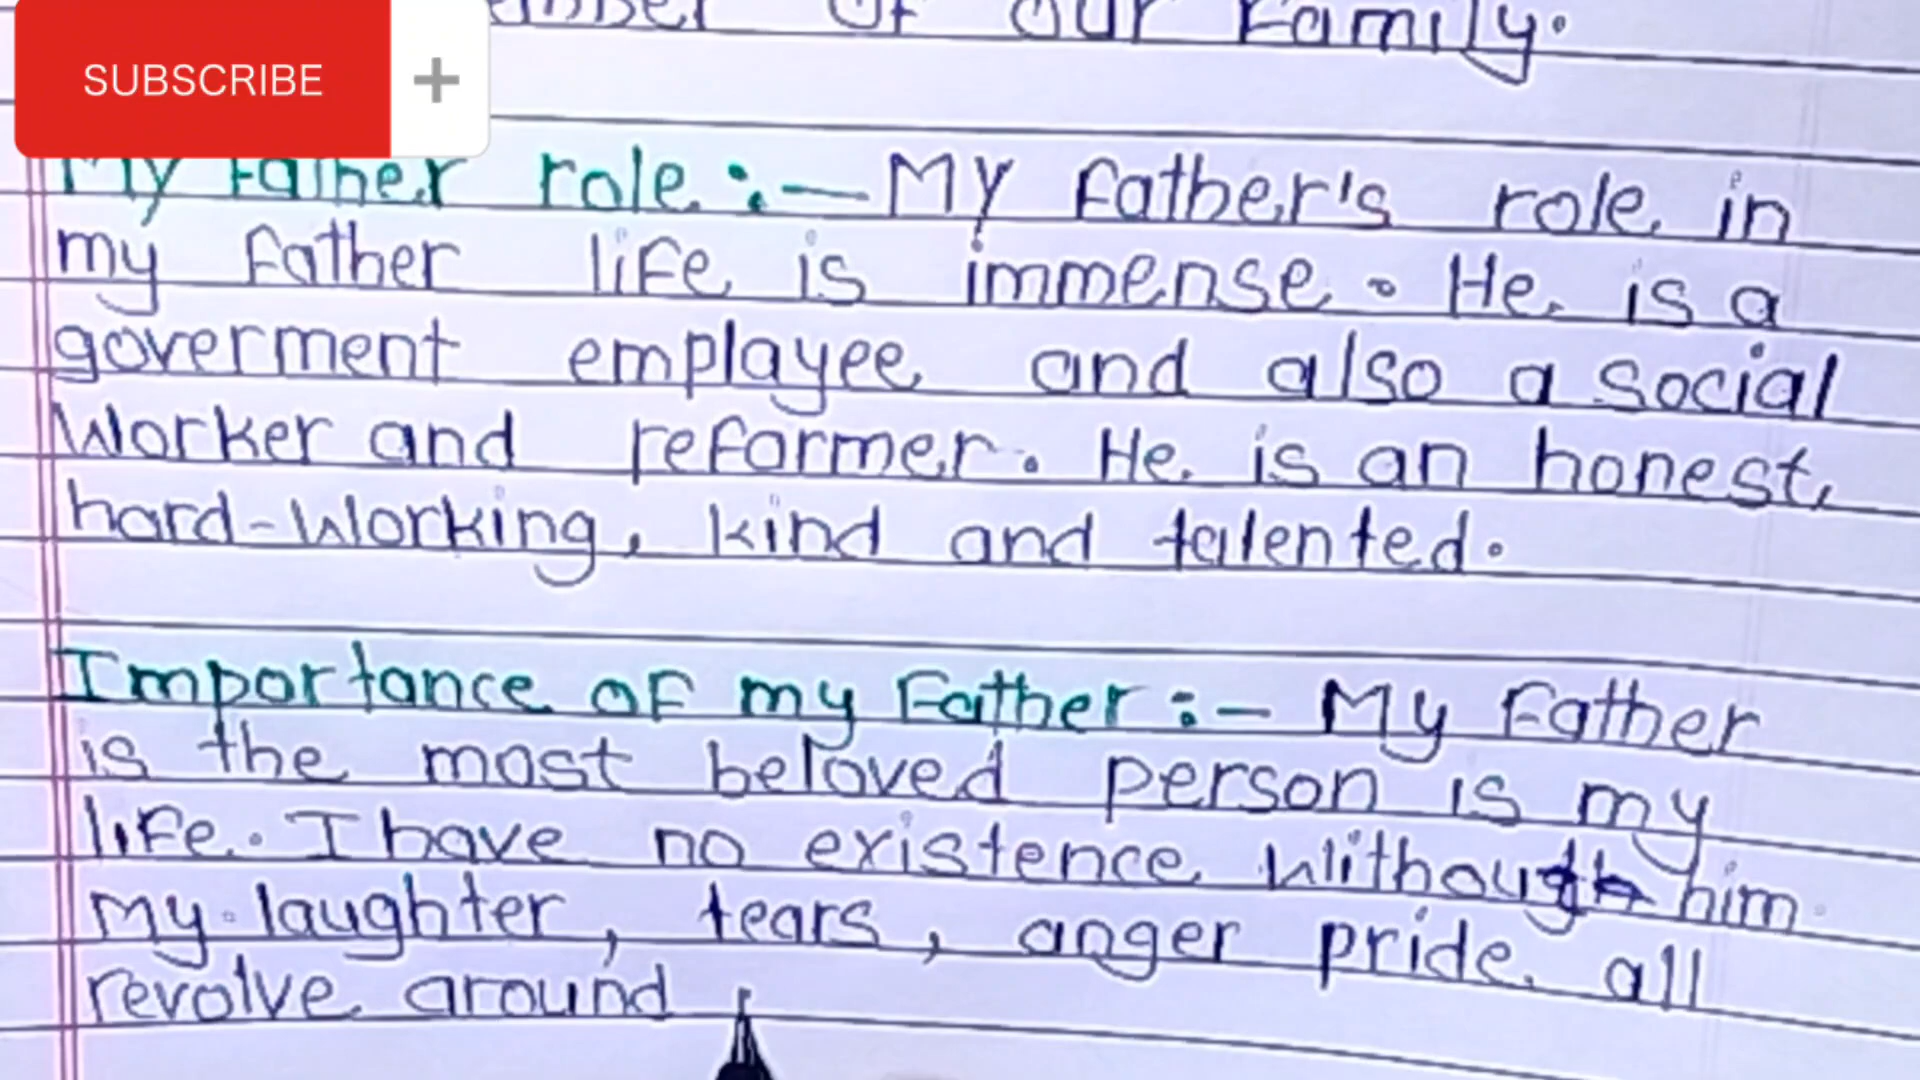 of our Family.
SUBSCRIBE +
My Father role :- My Father's role in
my Father life is immense. He is a
goverment emplayee and also a social
Worker and reformer. He is an honest,
hard-Working, kind and talented.
Importance of my Father :- My Father
is the most beloved person is my
life. I have no existence Without him.
My laughter, tears, anger pride all
revolve around